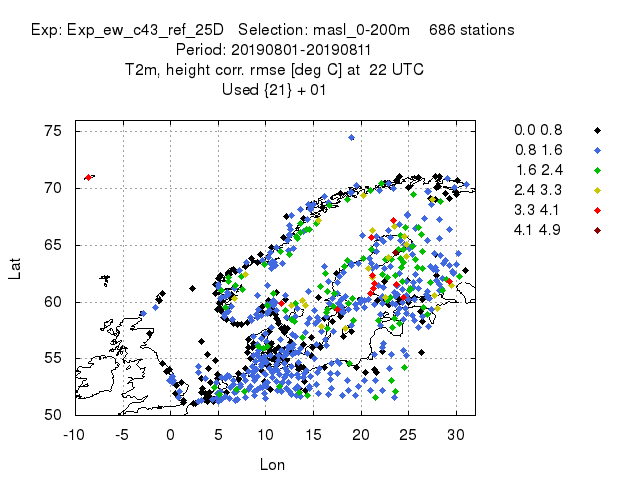 Exp: Exp_ew_c43_ref_25D   Selection: masl_0-200m    686 stations
Period: 20190801-20190811
T2m, height corr. rmse [deg C] at  22 UTC
Used {21} + 01
0.0 0.8
0.8 1.6
1.6 2.4
2.4 3.3
3.3 4.1
4.1 4.9
75
70
65
60
55
50
Lat
-10 -5 0 5 10 15 20 25 30
Lon